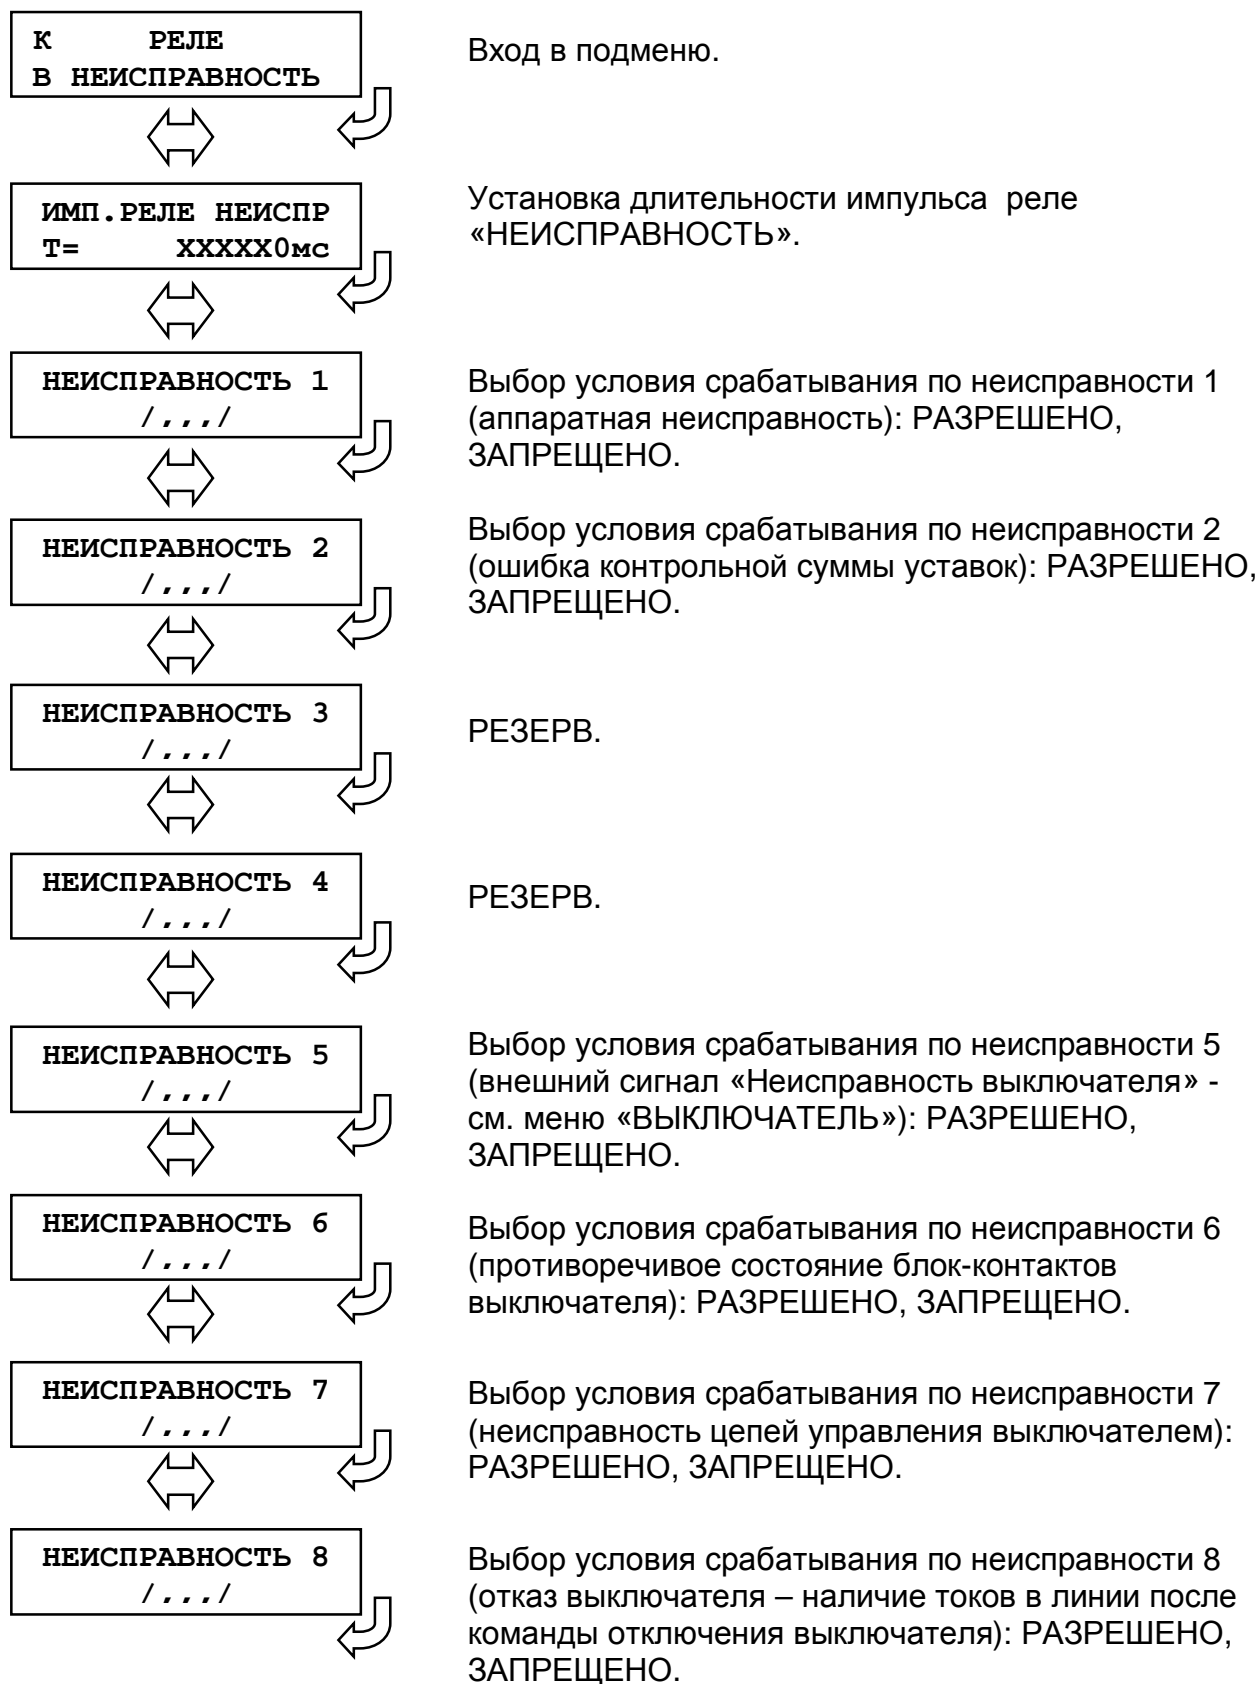 К РЕЛЕ
В НЕИСПРАВНОСТЬ
Вход в подменю.
ИМП.РЕЛЕ НЕИСПР
Т= ХХХХХ0мс
Установка длительности импульса реле
«НЕИСПРАВНОСТЬ».
НЕИСПРАВНОСТЬ 1
/,,,/
Выбор условия срабатывания по неисправности 1
(аппаратная неисправность): РАЗРЕШЕНО,
ЗАПРЕЩЕНО.
НЕИСПРАВНОСТЬ 2
/,,,/
Выбор условия срабатывания по неисправности 2
(ошибка контрольной суммы уставок): РАЗРЕШЕНО,
ЗАПРЕЩЕНО.
НЕИСПРАВНОСТЬ 3
/,,,/
РЕЗЕРВ.
НЕИСПРАВНОСТЬ 4
/,,,/
РЕЗЕРВ.
НЕИСПРАВНОСТЬ 5
/,,,/
Выбор условия срабатывания по неисправности 5
(внешний сигнал «Неисправность выключателя» -
см. меню «ВЫКЛЮЧАТЕЛЬ»): РАЗРЕШЕНО,
ЗАПРЕЩЕНО.
НЕИСПРАВНОСТЬ 6
/,,,/
Выбор условия срабатывания по неисправности 6
(противоречивое состояние блок-контактов
выключателя): РАЗРЕШЕНО, ЗАПРЕЩЕНО.
НЕИСПРАВНОСТЬ 7
/,,,/
Выбор условия срабатывания по неисправности 7
(неисправность цепей управления выключателем):
РАЗРЕШЕНО, ЗАПРЕЩЕНО.
НЕИСПРАВНОСТЬ 8
/,,,/
Выбор условия срабатывания по неисправности 8
(отказ выключателя – наличие токов в линии после
команды отключения выключателя): РАЗРЕШЕНО,
ЗАПРЕЩЕНО.